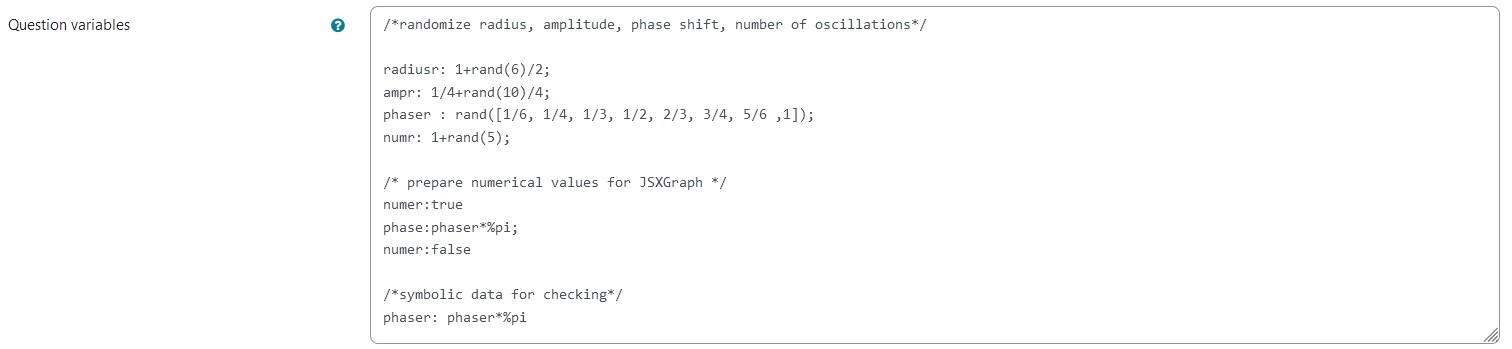 Question variables
?
/*randomize radius, amplitude, phase shift, number of oscillations*/
radiusr: 1+rand(6)/2;
ampr: 1/4+rand(10)/4;
phaser : rand([1/6, 1/4, 1/3, 1/2, 2/3, 3/4, 5/6 ,1]);
numr: 1+rand(5);
/* prepare numerical values for JSXGraph */
numer:true
phase:phaser*%pi;
numer:false
/*symbolic data for checking*/
phaser: phaser*%pi